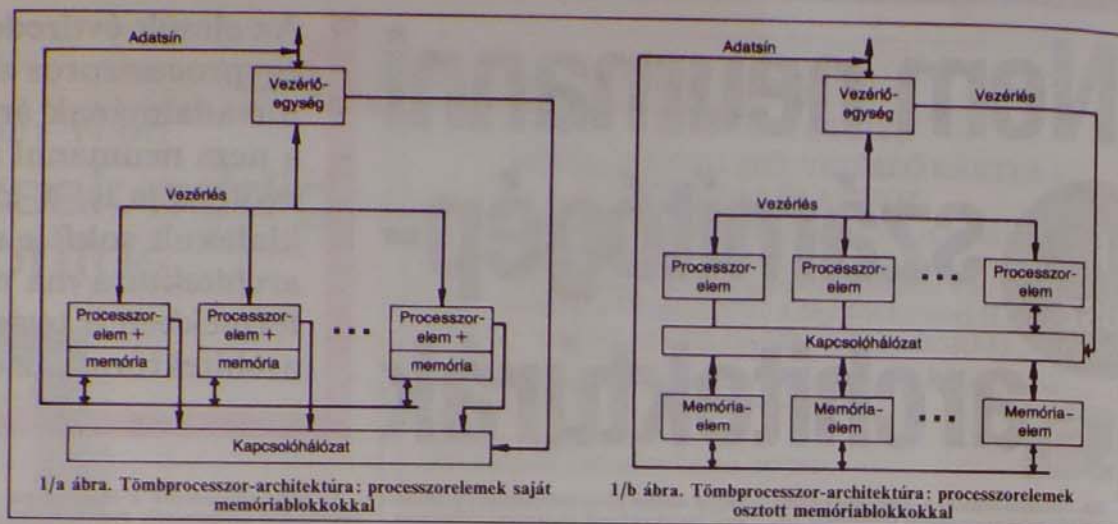 Adatsín
Vezérlő-
egység
Vezérlés
Processzor-
elem +
memória
Processzor-
elem +
memória
Processzor-
elem +
memória
Kapcsolóhálózat
1/a ábra. Tömbprocesszor-architektúra: processzorelemek saját
memóriablokkokkal
Adatsín
Vezérlő-
egység
Vezérlés
Vezérlés
Processzor-
elem
Processzor-
elem
Processzor-
elem
Kapcsolóhálózat
Memória-
elem
Memória-
elem
Memória-
elem
1/b ábra. Tömbprocesszor-architektúra: processzorelemek
osztott memóriablokkokkal